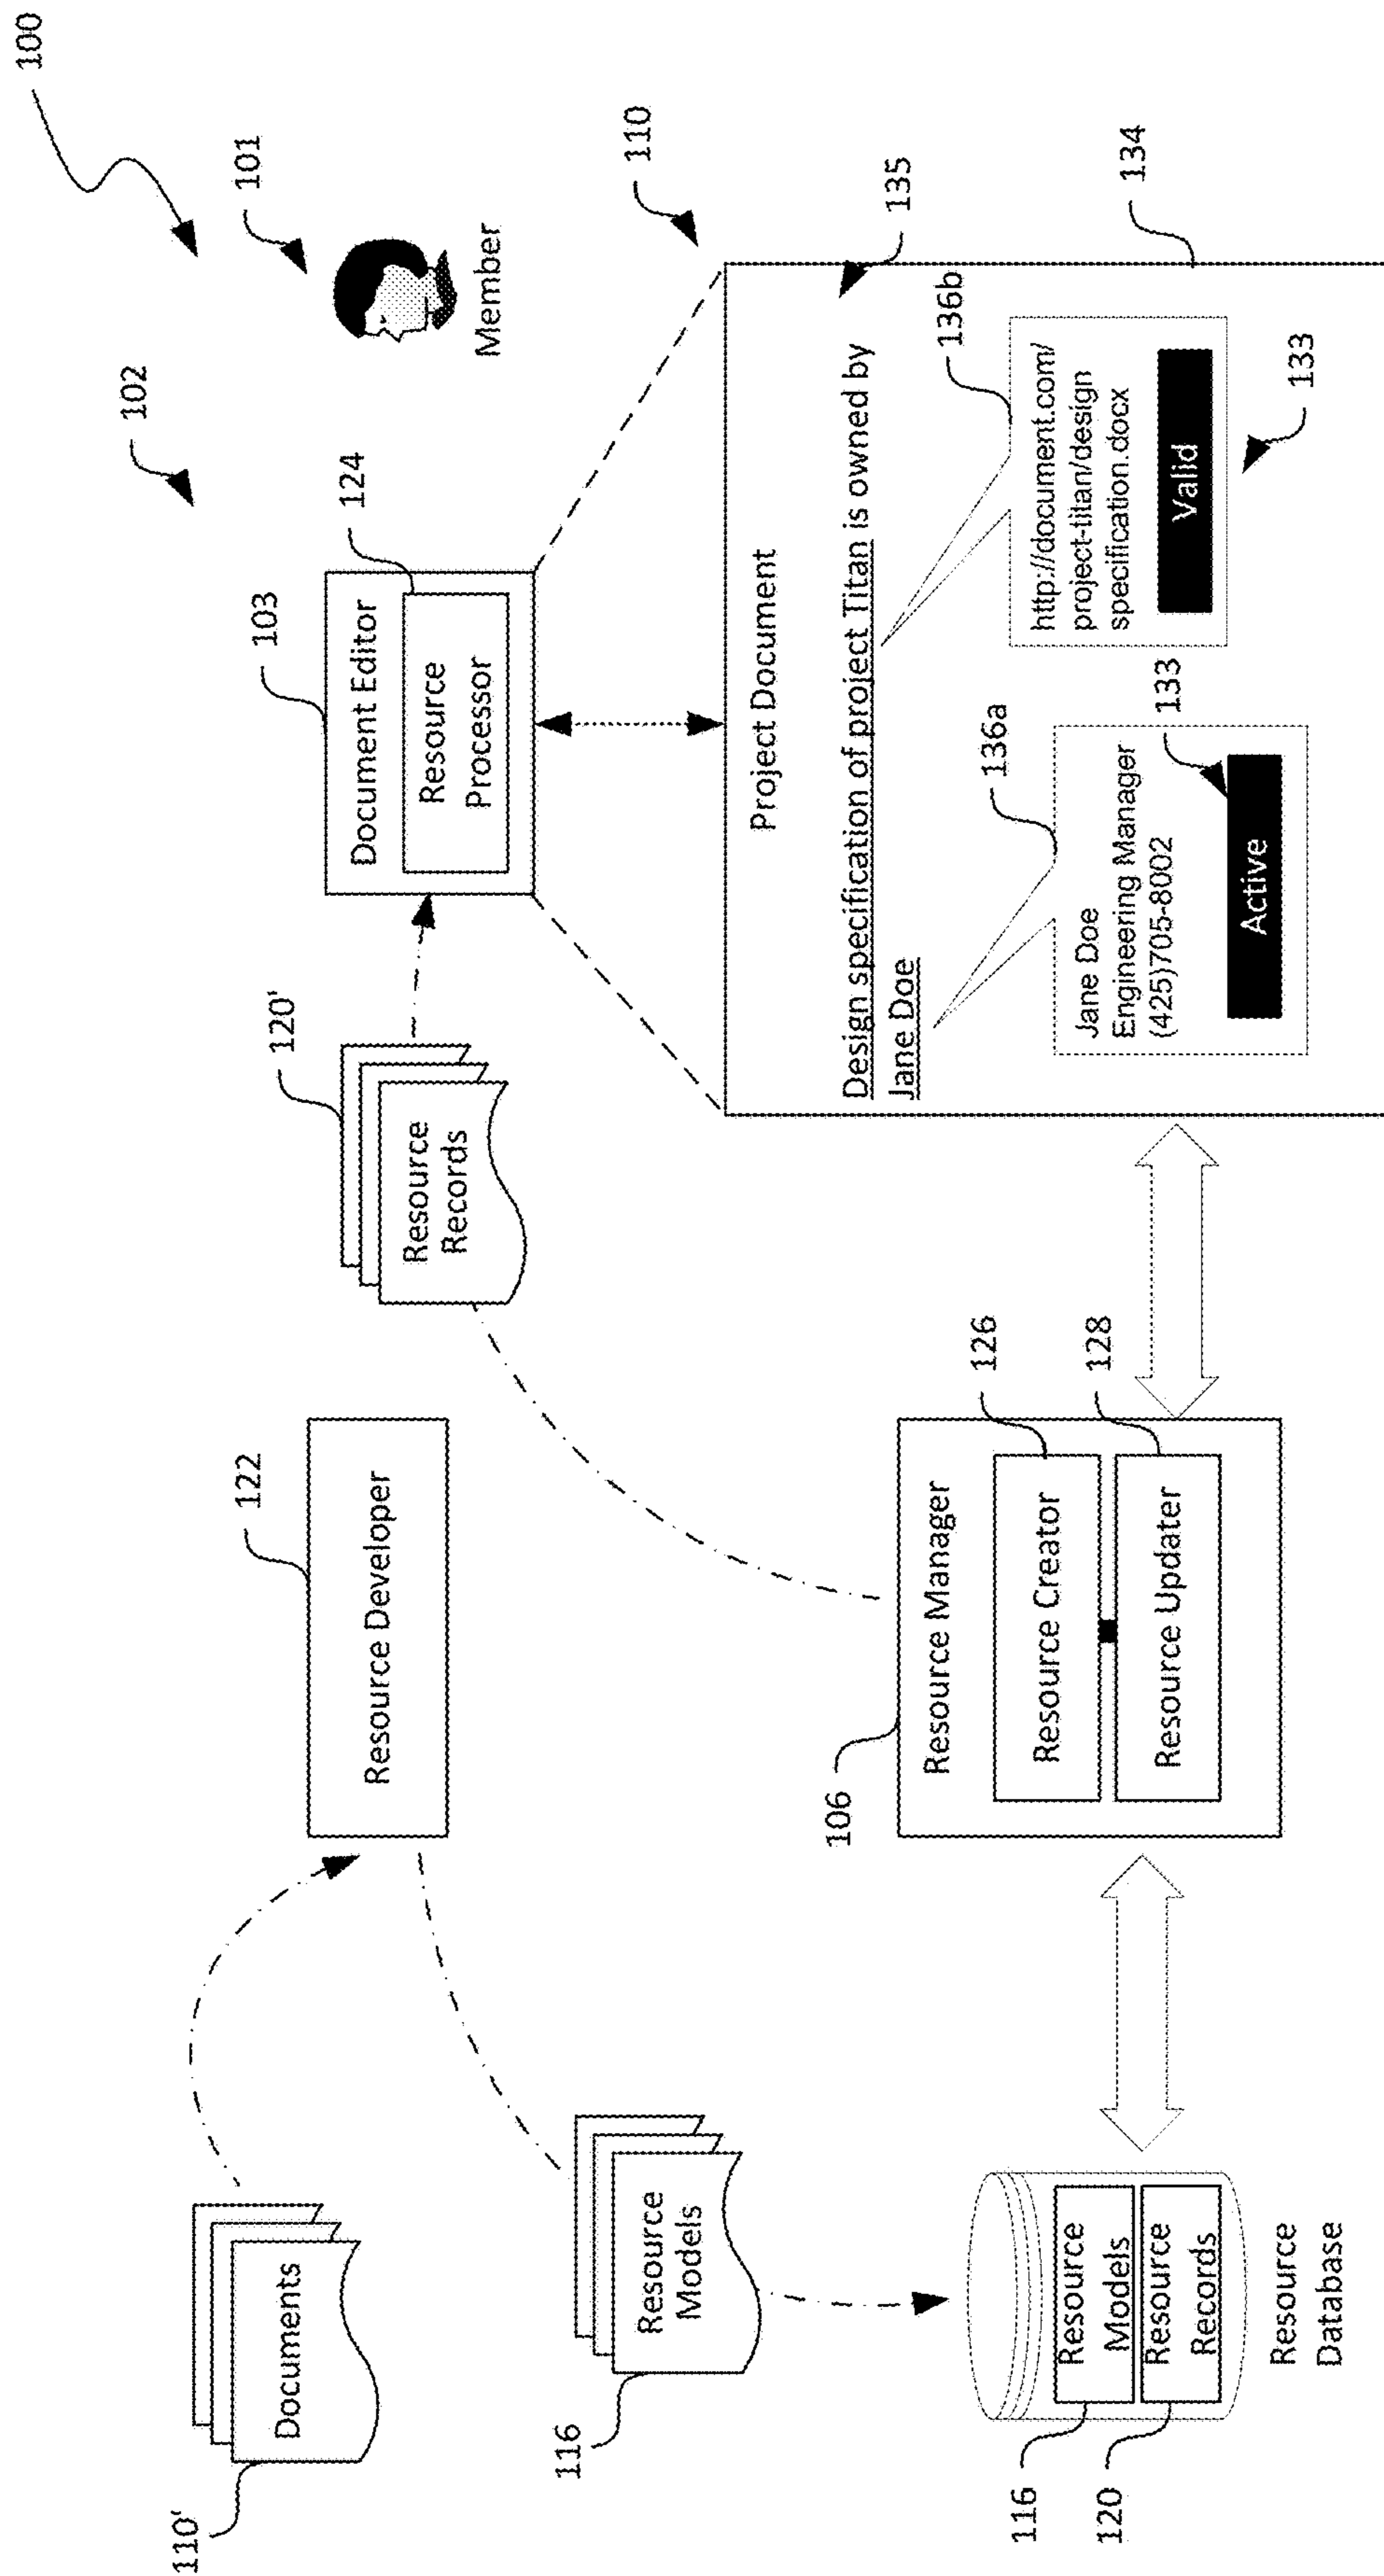 100
102
101
Member
103
Document Editor
124
Resource
Processor
120'
Resource
Records
122
Resource Developer
110'
Documents
116
Resource
Models
110
135
Project Document
Design specification of project Titan is owned by
Jane Doe
136a
Jane Doe
Engineering Manager
(425)705-8002
133
Active
136b
http://document.com/
project-titan/design
specification.docx
Valid
133
134
106
Resource Manager
126
Resource Creator
128
Resource Updater
116
Resource
Models
120
Resource
Records
Resource
Database